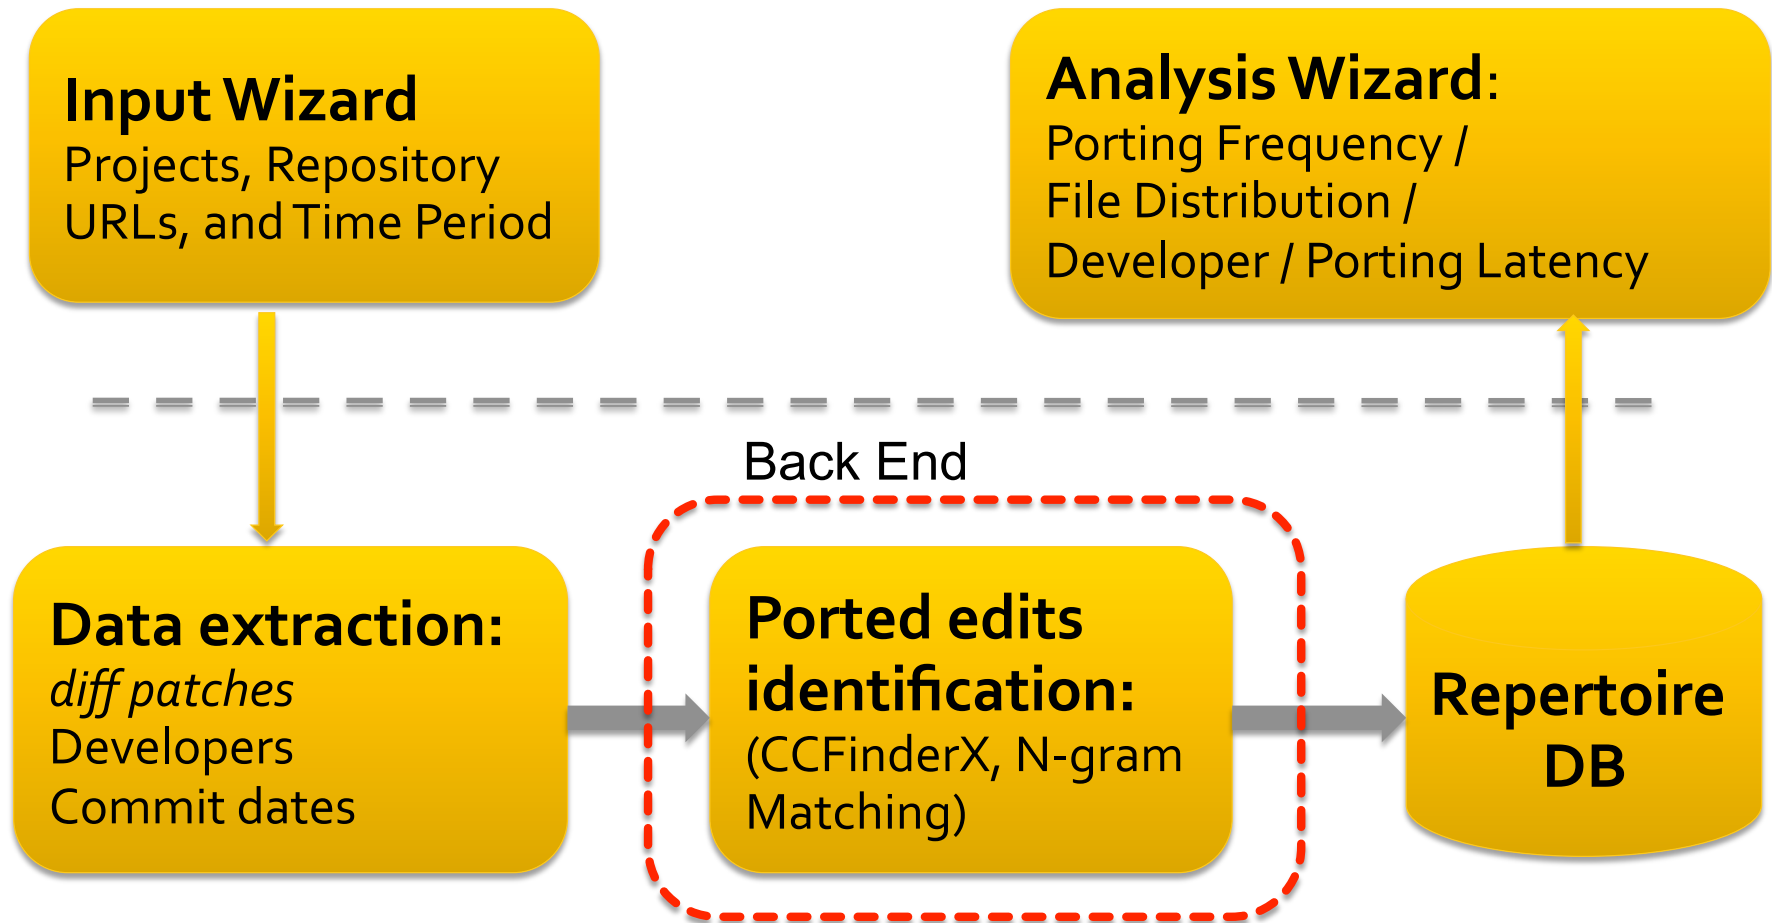 Input Wizard
Projects, Repository
URLs, and Time Period
Analysis Wizard:
Porting Frequency /
File Distribution /
Developer / Porting Latency
Back End
Data extraction:
diff patches
Developers
Commit dates
Ported edits
identification:
(CCFinderX, N-gram
Matching)
Repertoire
DB